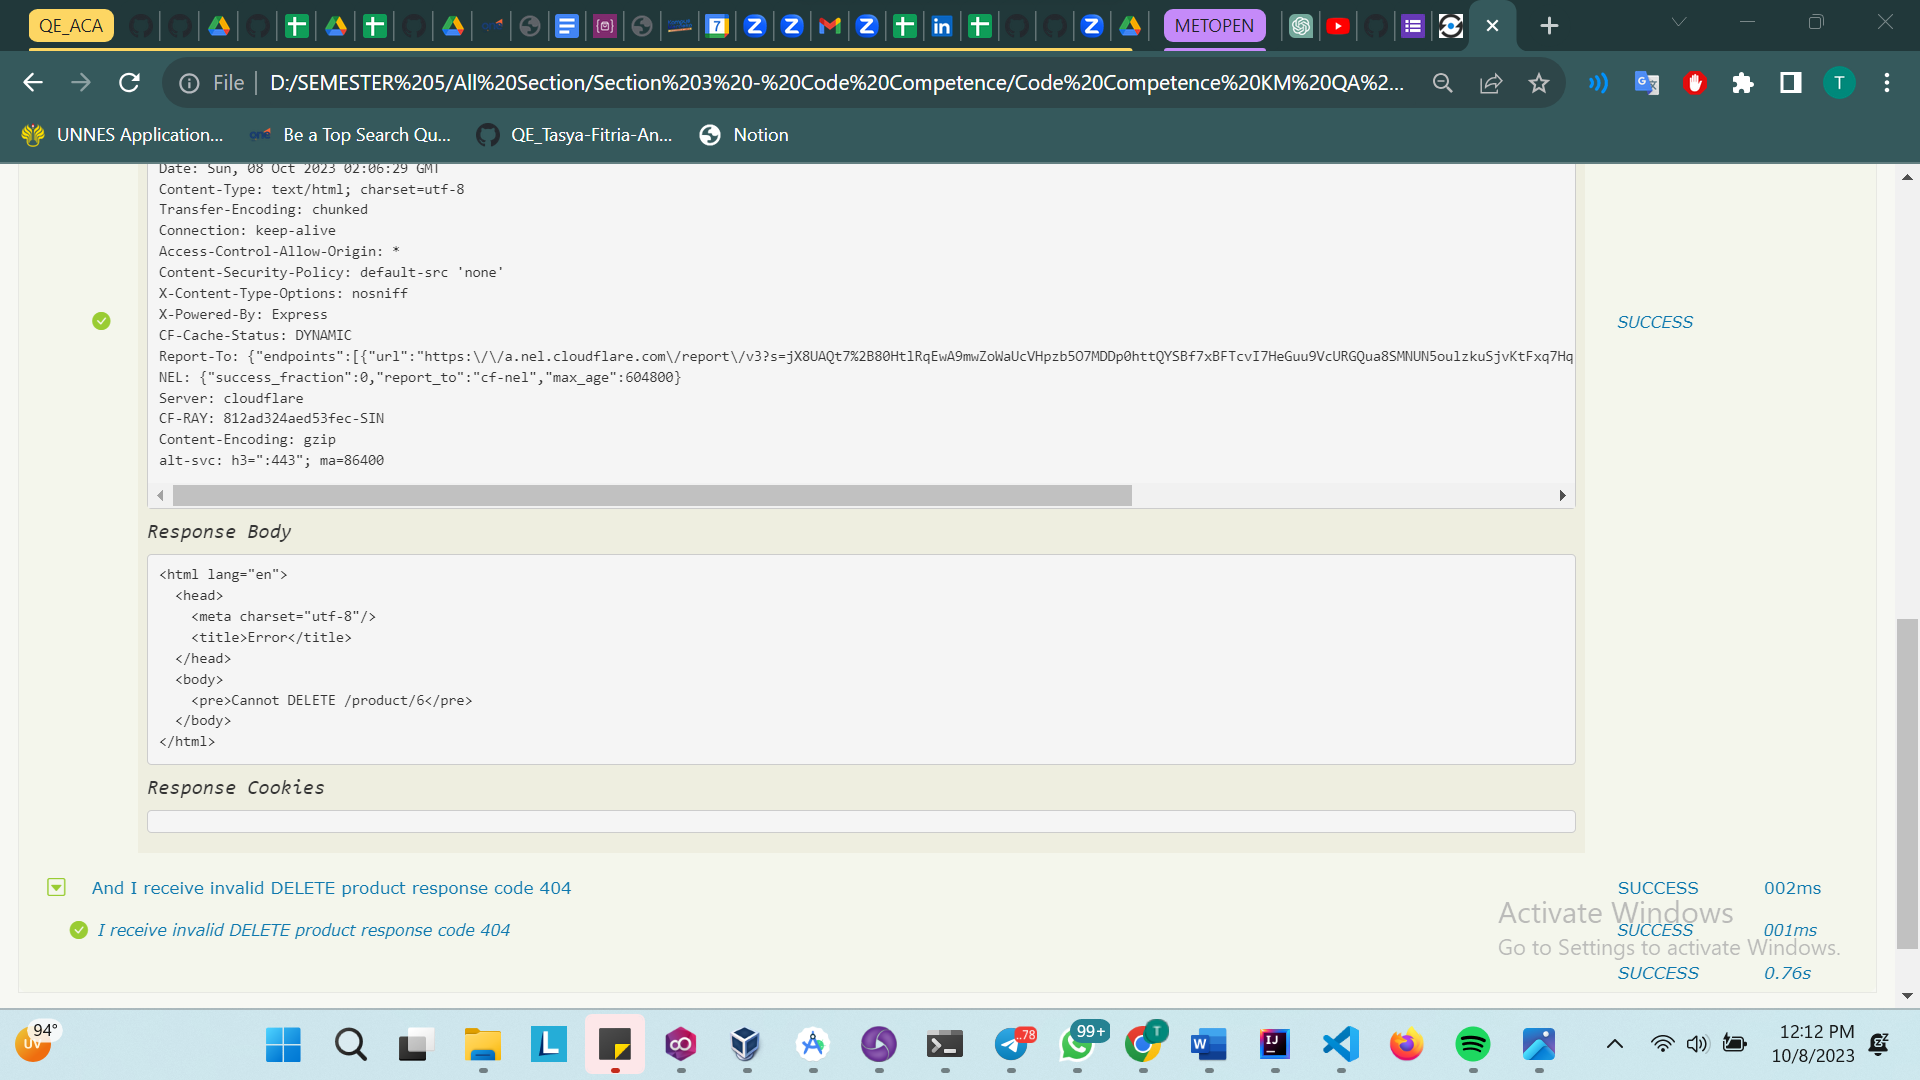 QE_ACA
METOPEN
File
D:/SEMESTER%205/All%20Section/Section%203%20-%20Code%20Competence/Code%20Competence%20KM%20QA%2...
T
UNNES Application...
Be a Top Search Qu...
QE_Tasya-Fitria-An...
Notion
Date: Sun, 08 Oct 2023 02:06:29 GMT
Content-Type: text/html; charset=utf-8
Transfer-Encoding: chunked
Connection: keep-alive
Access-Control-Allow-Origin: *
Content-Security-Policy: default-src 'none'
X-Content-Type-Options: nosniff
X-Powered-By: Express
CF-Cache-Status: DYNAMIC
Report-To: {"endpoints":[{"url":"https:\/\/a.nel.cloudflare.com\/report\/v3?s=jX8UAQt7%2B80HtlRqEwA9mwZoWaUcVHpzb5O7MDDp0httQYSBf7xBFTcvI7HeGuu9VcURGQua8SMNUN5oulzkuSjvKtFxq7Hq
NEL: {"success_fraction":0,"report_to":"cf-nel","max_age":604800}
Server: cloudflare
CF-RAY: 812ad324aed53fec-SIN
Content-Encoding: gzip
alt-svc: h3=":443"; ma=86400
SUCCESS
Response Body
<html lang="en">
<head>
<meta charset="utf-8"/>
<title>Error</title>
</head>
<body>
<pre>Cannot DELETE /product/6</pre>
</body>
</html>
Response Cookies
And I receive invalid DELETE product response code 404
SUCCESS
002ms
I receive invalid DELETE product response code 404
SUCCESS
001ms
Activate Windows
Go to Settings to activate Windows.
SUCCESS
0.76s
94°
UV
99+
12:12 PM
10/8/2023